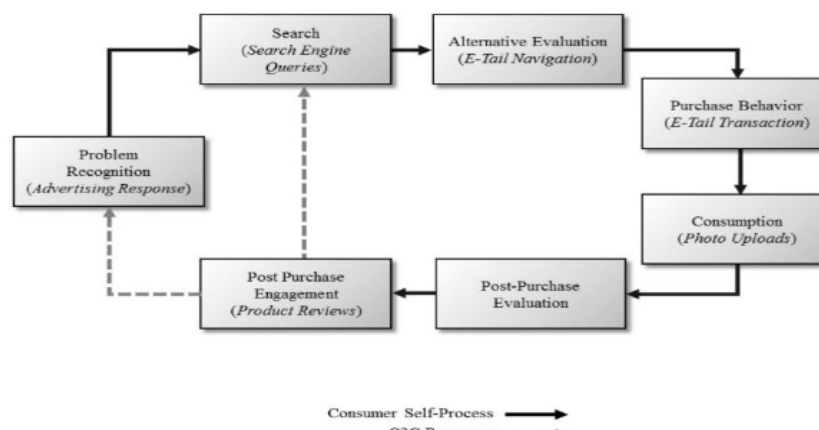 Search
(Search Engine
Queries)
Alternative Evaluation
(E-Tail Navigation)
Purchase Behavior
(E-Tail Transaction)
Problem
Recognition
(Advertising Response)
Consumption
(Photo Uploads)
Post Purchase
Engagement
(Product Reviews)
Post-Purchase
Evaluation
Consumer Self-Process